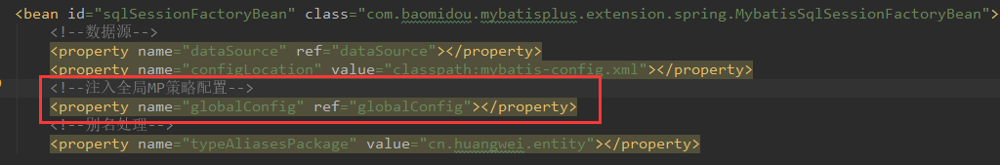 <bean id="sqlSessionFactoryBean" class="com.baomidou.mybatisplus.extension.spring.MybatisSqlSessionFactoryBean">
<!--数据源-->
<property name="dataSource" ref="dataSource"></property>
<property name="configLocation" value="classpath:mybatis-config.xml"></property>
<!--注入全局MP策略配置-->
<property name="globalConfig" ref="globalConfig"></property>
<!--别名处理-->
<property name="typeAliasesPackage" value="cn.huangwei.entity"></property>